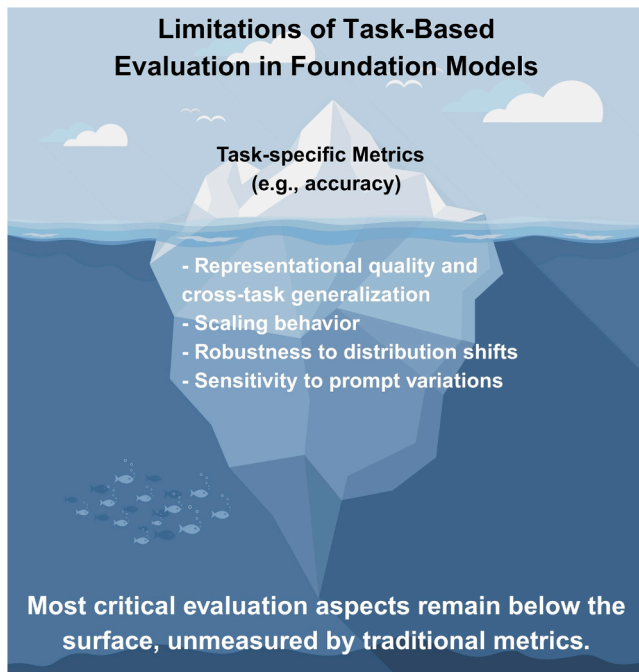 Limitations of Task-Based
Evaluation in Foundation Models
Task-specific Metrics
(e.g., accuracy)
- Representational quality and
cross-task generalization
- Scaling behavior
- Robustness to distribution shifts
- Sensitivity to prompt variations
Most critical evaluation aspects remain below the
surface, unmeasured by traditional metrics.